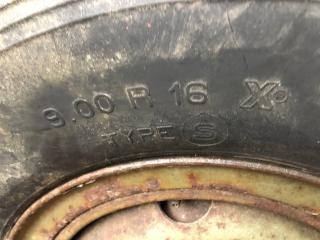 9.00 R 16 X
TYPE S